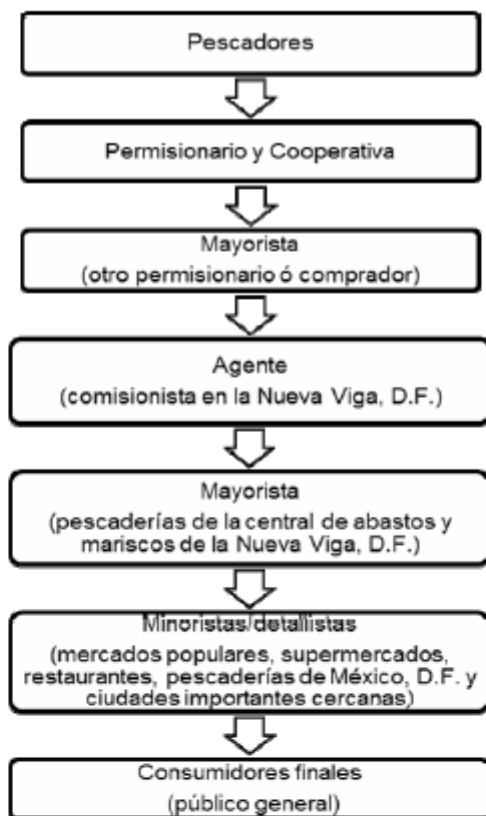 Pescadores
Permisionario y Cooperativa
Mayorista
(otro permisionario ó comprador)
Agente
(comisionista en la Nueva Viga, D.F.)
Mayorista
(pescaderías de la central de abastos y
mariscos de la Nueva Viga, D.F.)
Minoristas/detallistas
(mercados populares, supermercados,
restaurantes, pescaderías de México, D.F. y
ciudades importantes cercanas)
Consumidores finales
(público general)